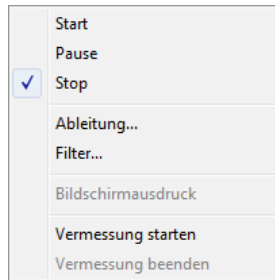 Start
Pause
Stop
Ableitung...
Filter...
Bildschirmausdruck
Vermessung starten
Vermessung beenden